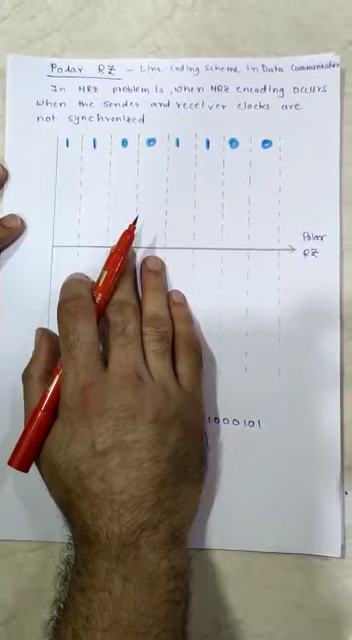 Polar RZ - Line coding scheme in Data Communication
In NRZ problem is, when NRZ encoding occurs
when the sender and receiver clocks are
not synchronized
1 1 0 0 1 1 0 0
Polar
RZ
1000101